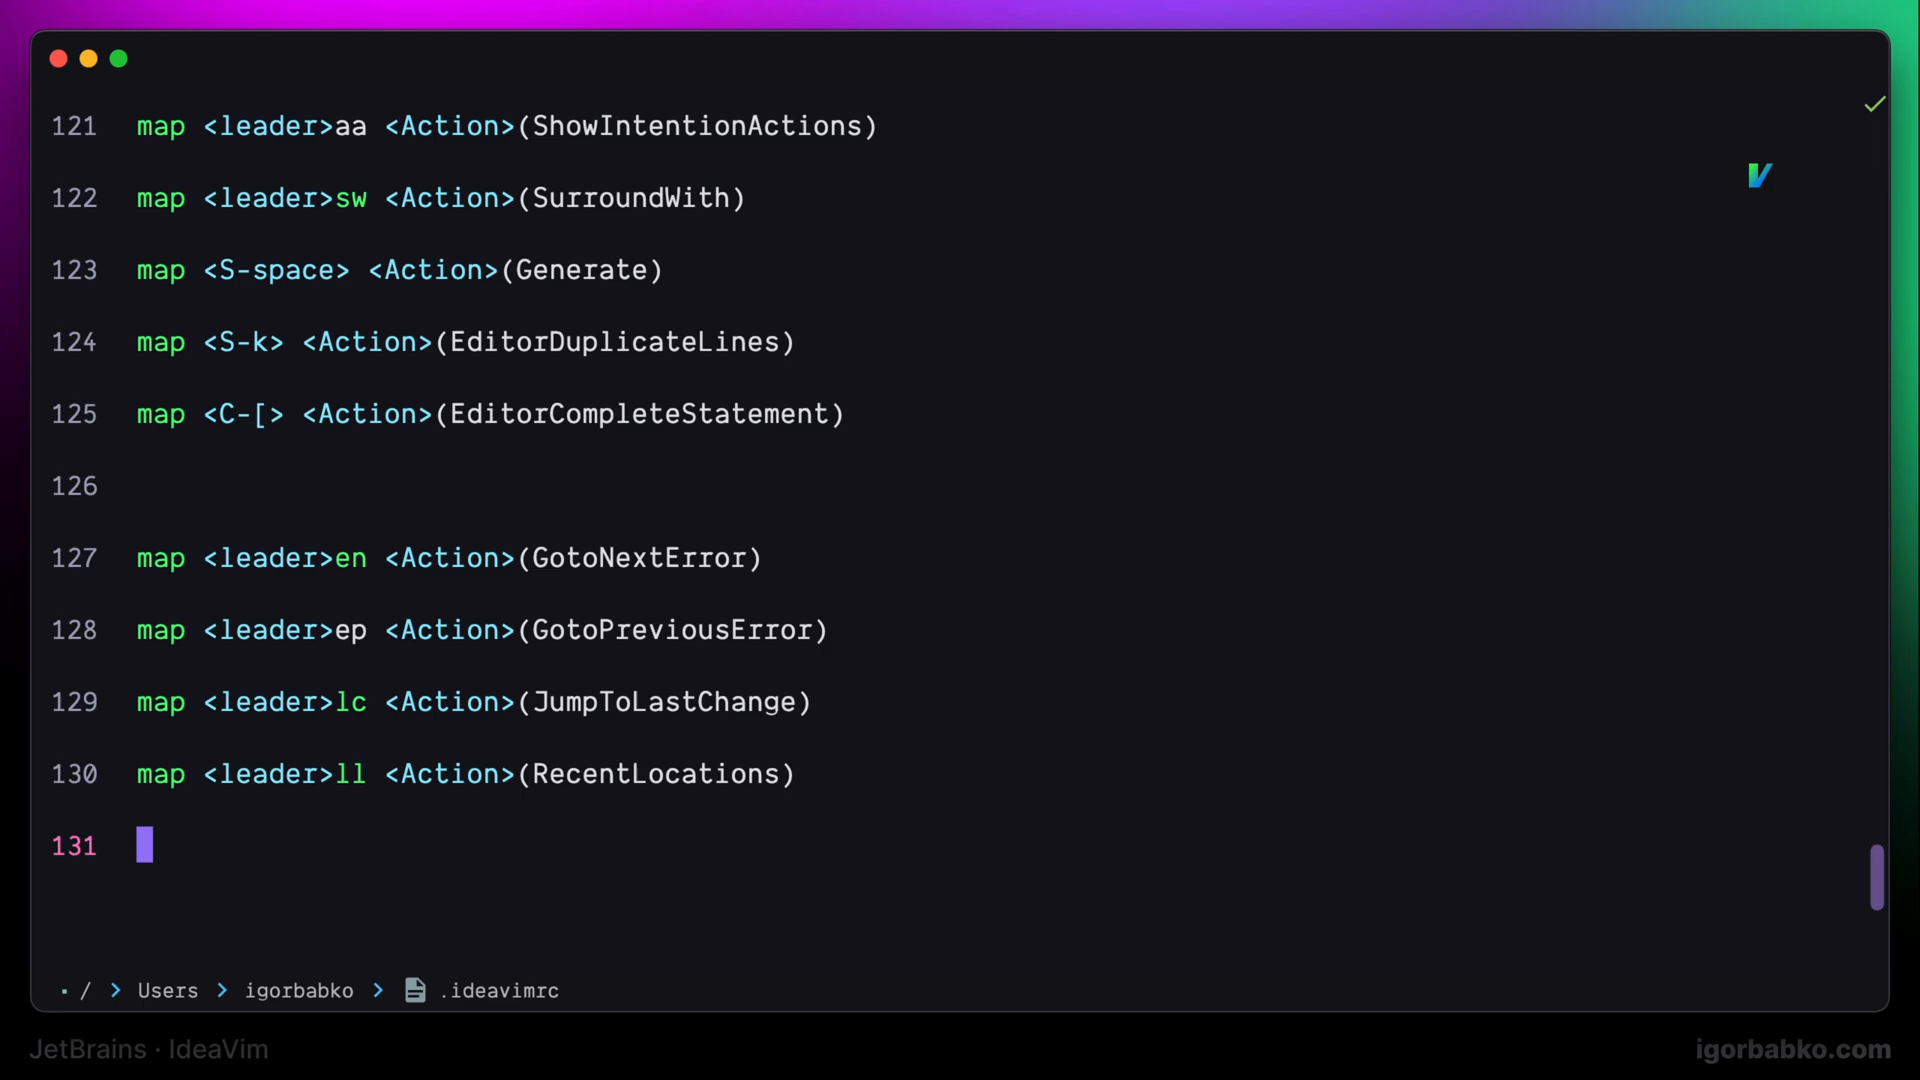 121 map <leader>aa <Action>(ShowIntentionActions)
122 map <leader>sw <Action>(SurroundWith)
123 map <S-space> <Action>(Generate)
124 map <S-k> <Action>(EditorDuplicateLines)
125 map <C-[> <Action>(EditorCompleteStatement)
126
127 map <leader>en <Action>(GotoNextError)
128 map <leader>ep <Action>(GotoPreviousError)
129 map <leader>lc <Action>(JumpToLastChange)
130 map <leader>ll <Action>(RecentLocations)
131
/ > Users > igorbabko > .ideavimrc
JetBrains · IdeaVim
igorbabko.com